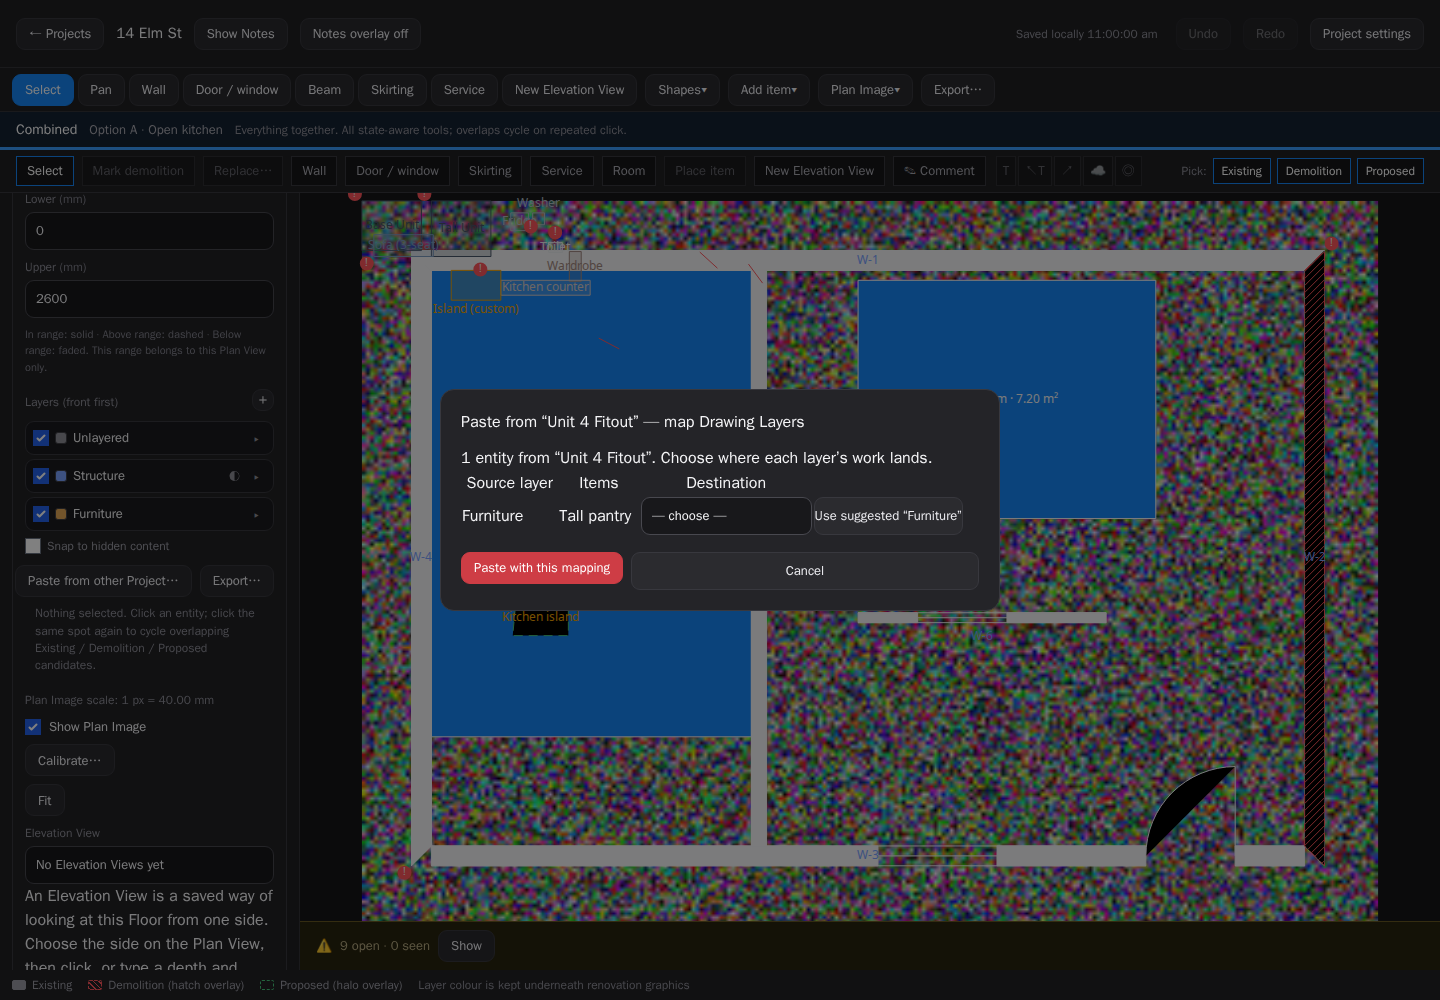 ← Projects
14 Elm St
Show Notes
Notes overlay off
Saved locally 11:00:00 am
Undo
Redo
Project settings
Select
Pan
Wall
Door / window
Beam
Skirting
Service
New Elevation View
Shapes▾
Add item▾
Plan Image▾
Export⋯
Combined
Option A · Open kitchen
Everything together. All state-aware tools; overlaps cycle on repeated click.
Select
Mark demolition
Replace⋯
Wall
Door / window
Skirting
Service
Room
Place item
New Elevation View
✎ Comment
T
↖T
↗
Pick:
Existing
Demolition
Proposed
Lower (mm)
0
Upper (mm)
2600
In range: solid · Above range: dashed · Below
range: faded. This range belongs to this Plan View
only.
Layers (front first)
+
Unlayered
Structure
Furniture
Snap to hidden content
Paste from other Project⋯
Export⋯
Nothing selected. Click an entity; click the
same spot again to cycle overlapping
Existing / Demolition / Proposed
candidates.
Plan Image scale: 1 px = 40.00 mm
Show Plan Image
Calibrate⋯
Fit
Elevation View
No Elevation Views yet
An Elevation View is a saved way of
looking at this Floor from one side.
Choose the side on the Plan View,
then click, or type a depth and
Washer
Toilet
Wardrobe
Kitchen counter
Island (custom)
W-1
m · 7.20 m²
W-4
W-2
Kitchen island
W-3
Paste from “Unit 4 Fitout” — map Drawing Layers
1 entity from “Unit 4 Fitout”. Choose where each layer’s work lands.
Source layer
Items
Destination
Furniture
Tall pantry
— choose —
Use suggested “Furniture”
Paste with this mapping
Cancel
9 open · 0 seen
Show
Existing
Demolition (hatch overlay)
Proposed (halo overlay)
Layer colour is kept underneath renovation graphics